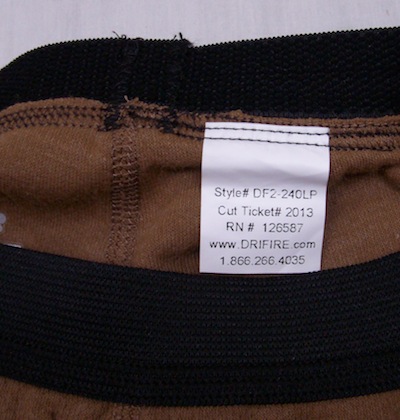 Style# DF2-240LP
Cut Ticket# 2013
RN # 126587
www.DRIFIRE.com
1.866.266.4035